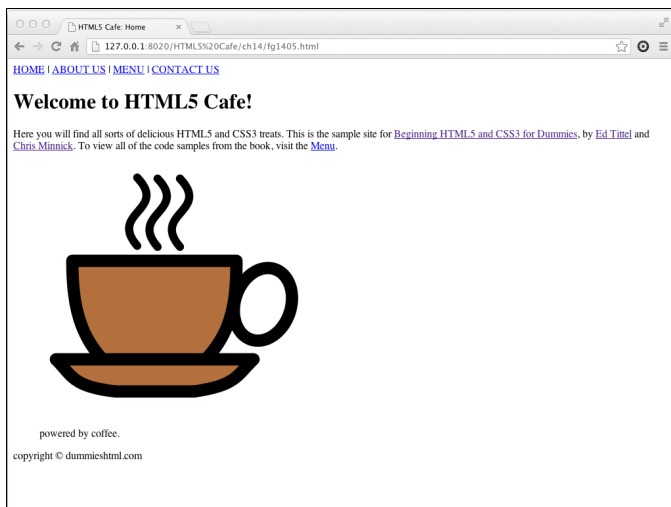 HTML5 Cafe: Home
127.0.0.1:8020/HTML5%20Cafe/ch14/fg1405.html
HOME | ABOUT US | MENU | CONTACT US
Welcome to HTML5 Cafe!
Here you will find all sorts of delicious HTML5 and CSS3 treats. This is the sample site for Beginning HTML5 and CSS3 for Dummies, by Ed Tittel and
Chris Minnick. To view all of the code samples from the book, visit the Menu.
powered by coffee.
copyright © dummieshtml.com